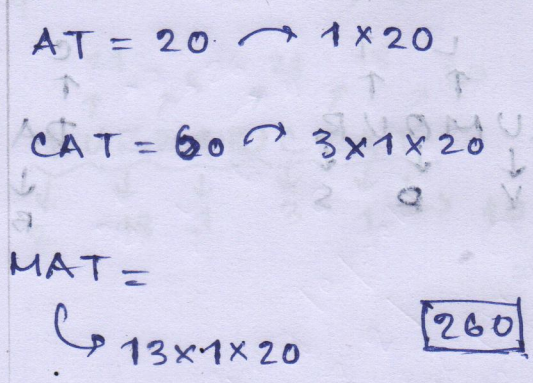 AT = 20 → 1 × 20
CAT = 60 → 3×1×20
MAT =
↳ 13×1×20
260